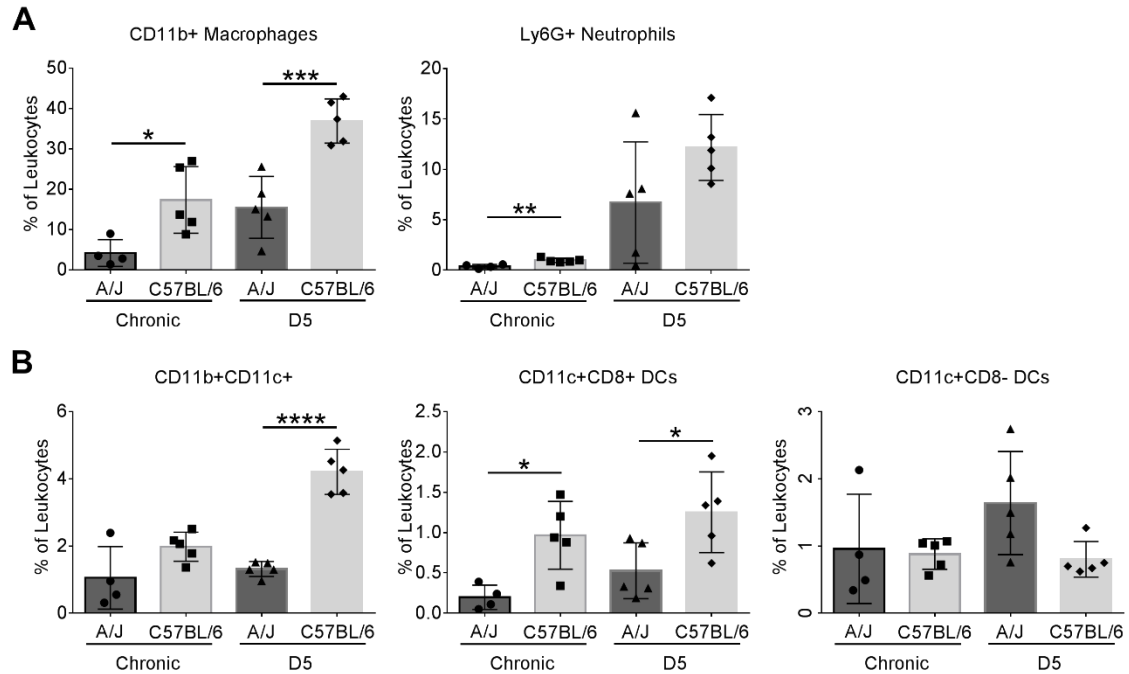 A
CD11b+ Macrophages
% of Leukocytes
50
40
30
20
10
0
*
***
A/J C57BL/6 A/J C57BL/6
Chronic D5
Ly6G+ Neutrophils
% of Leukocytes
20
15
10
5
0
**
A/J C57BL/6 A/J C57BL/6
Chronic D5
B
CD11b+CD11c+
% of Leukocytes
6
4
2
0
****
A/J C57BL/6 A/J C57BL/6
Chronic D5
CD11c+CD8+ DCs
% of Leukocytes
2.5
2.0
1.5
1.0
0.5
0.0
*
*
A/J C57BL/6 A/J C57BL/6
Chronic D5
CD11c+CD8- DCs
% of Leukocytes
3
2
1
0
A/J C57BL/6 A/J C57BL/6
Chronic D5